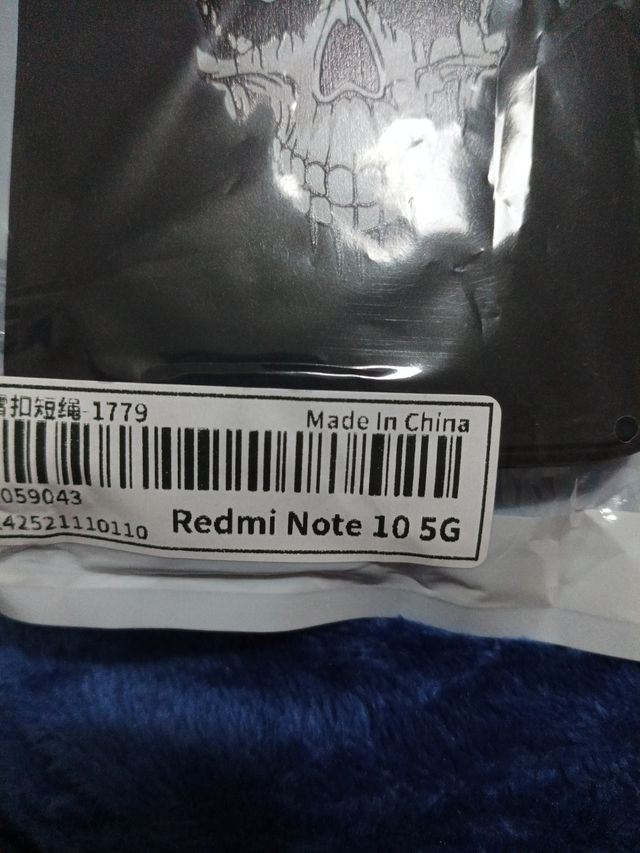 扣短绳-1779
Made In China
059043
42521110110
Redmi Note 10 5G